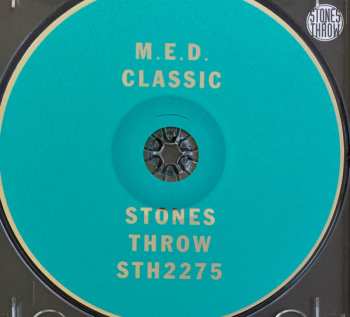 M.E.D.
CLASSIC
STONES
THROW
STH2275
STONES
THROW